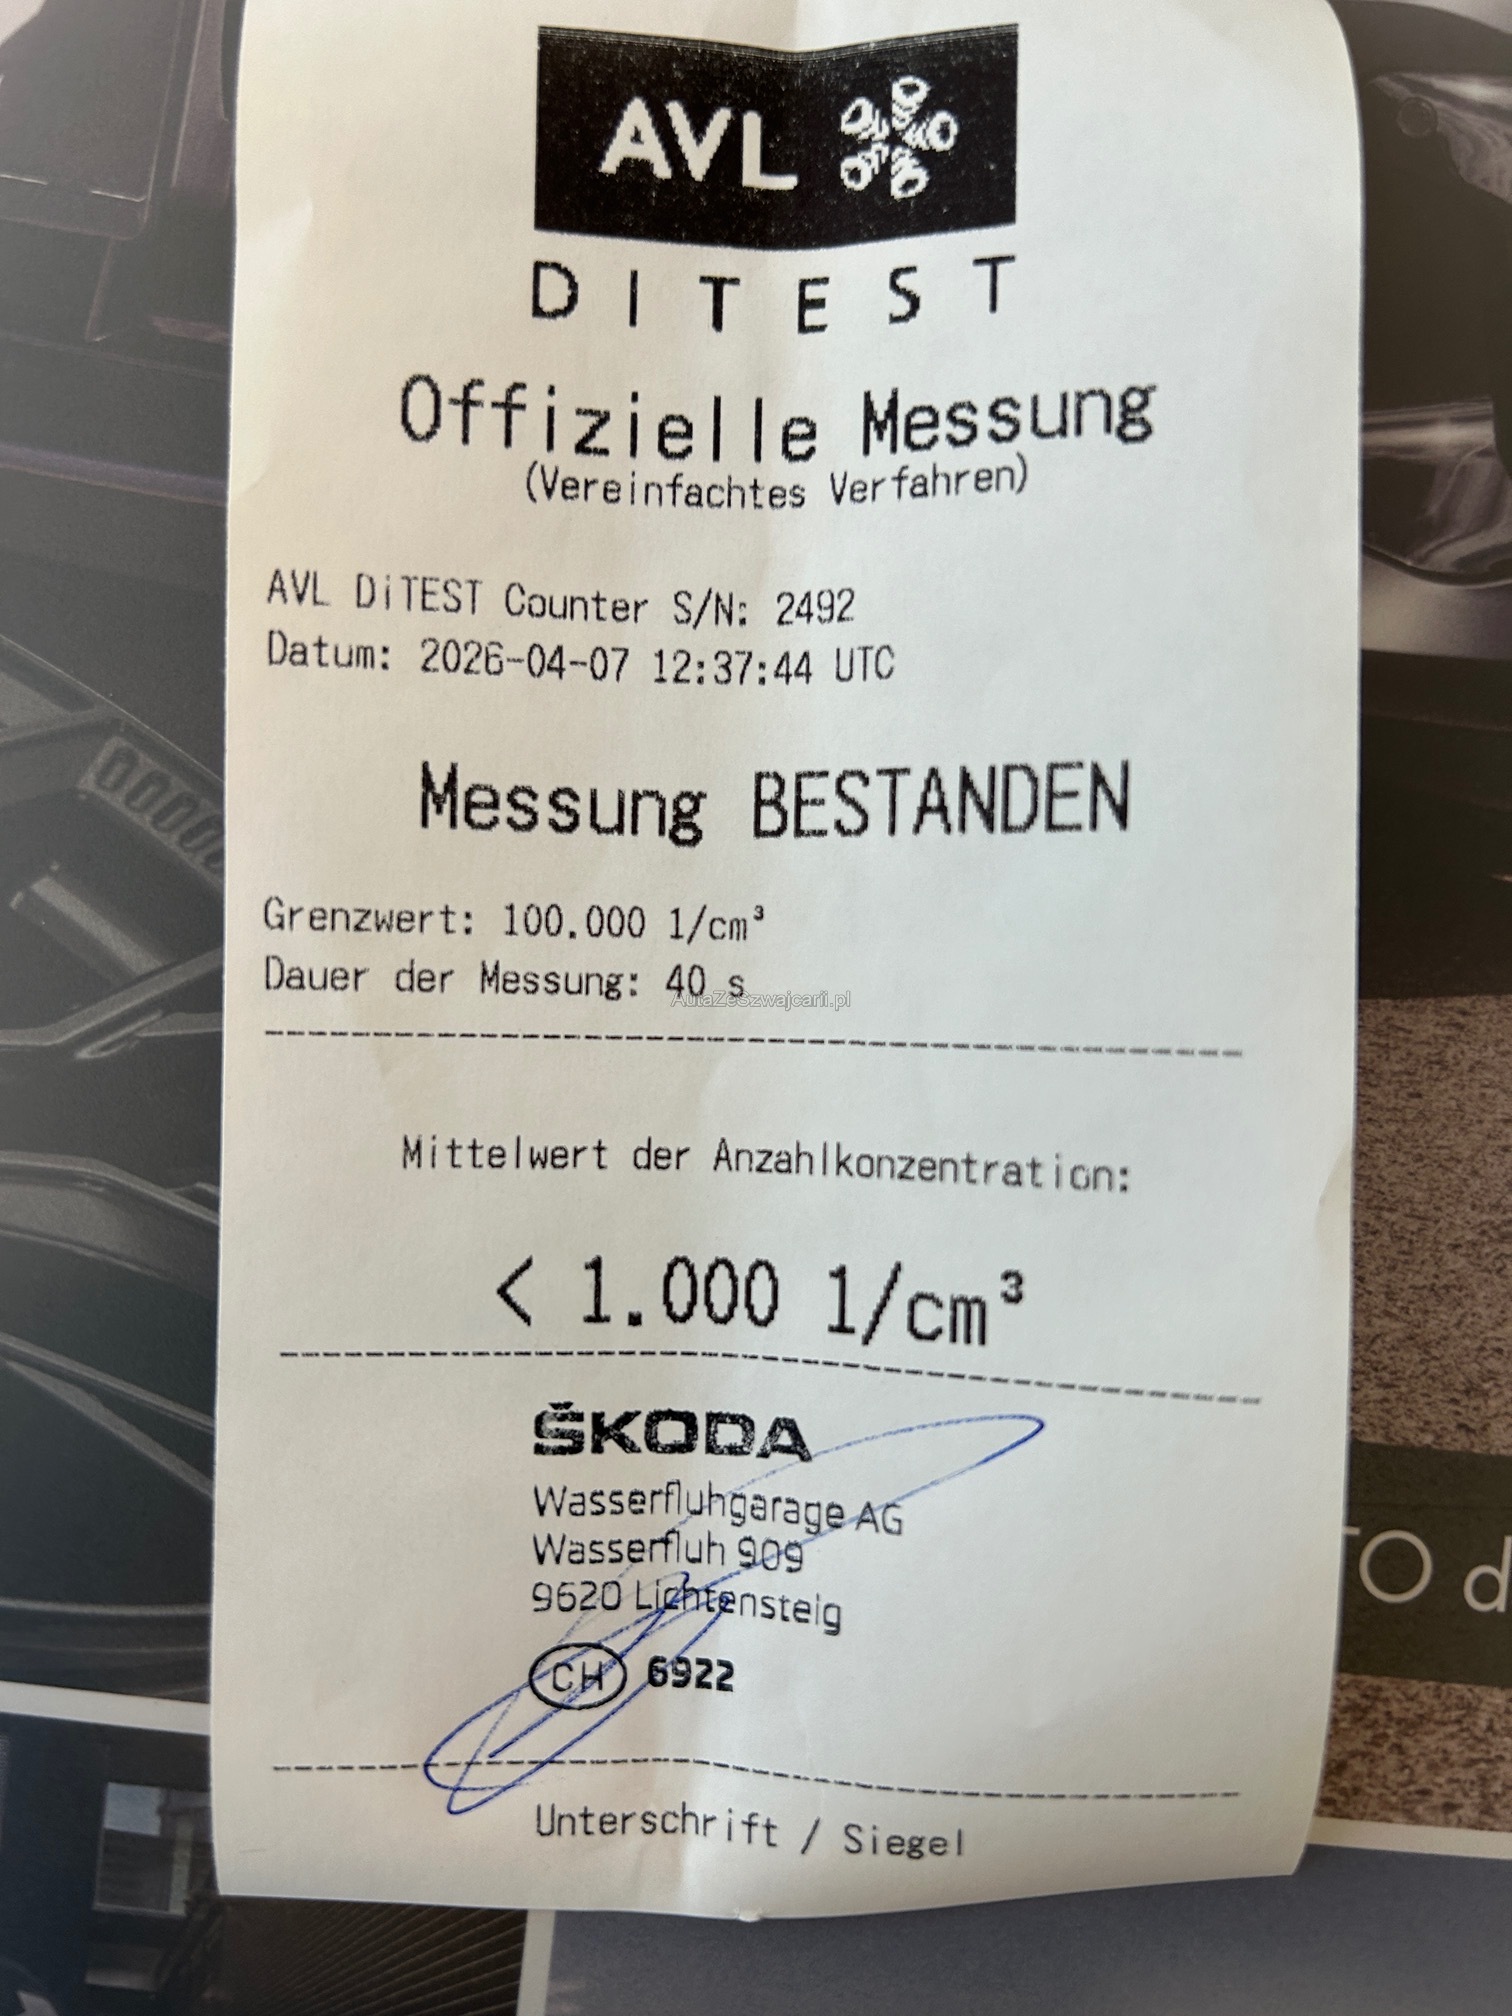 AVL
DITEST
Offizielle Messung
(Vereinfachtes Verfahren)
AVL DiTEST Counter S/N: 2492
Datum: 2026-04-07 12:37:44 UTC
Messung BESTANDEN
Grenzwert: 100.000 1/cm³
Dauer der Messung: 40 s
AutaZeSzwajcarii.pl
Mittelwert der Anzahlkonzentration:
< 1.000 1/cm³
ŠKODA
Wasserfluhgarage AG
Wasserfluh 909
9620 Lichtensteig
CH 6922
TO d
Unterschrift / Siegel